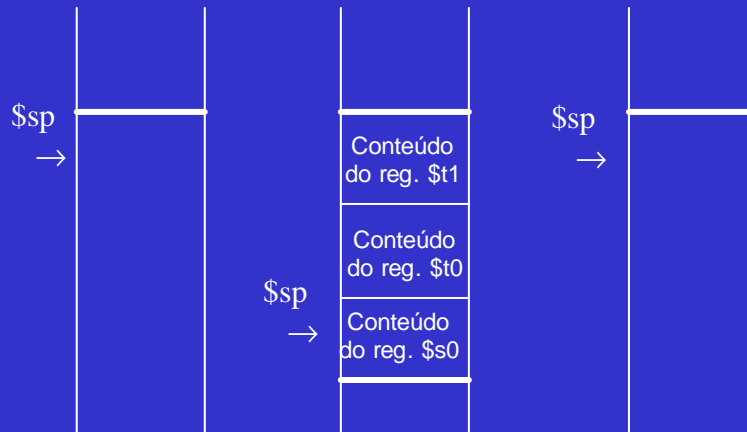 $sp
→
Conteúdo
do reg. $t1
Conteúdo
do reg. $t0
$sp
→
Conteúdo
do reg. $s0
$sp
→